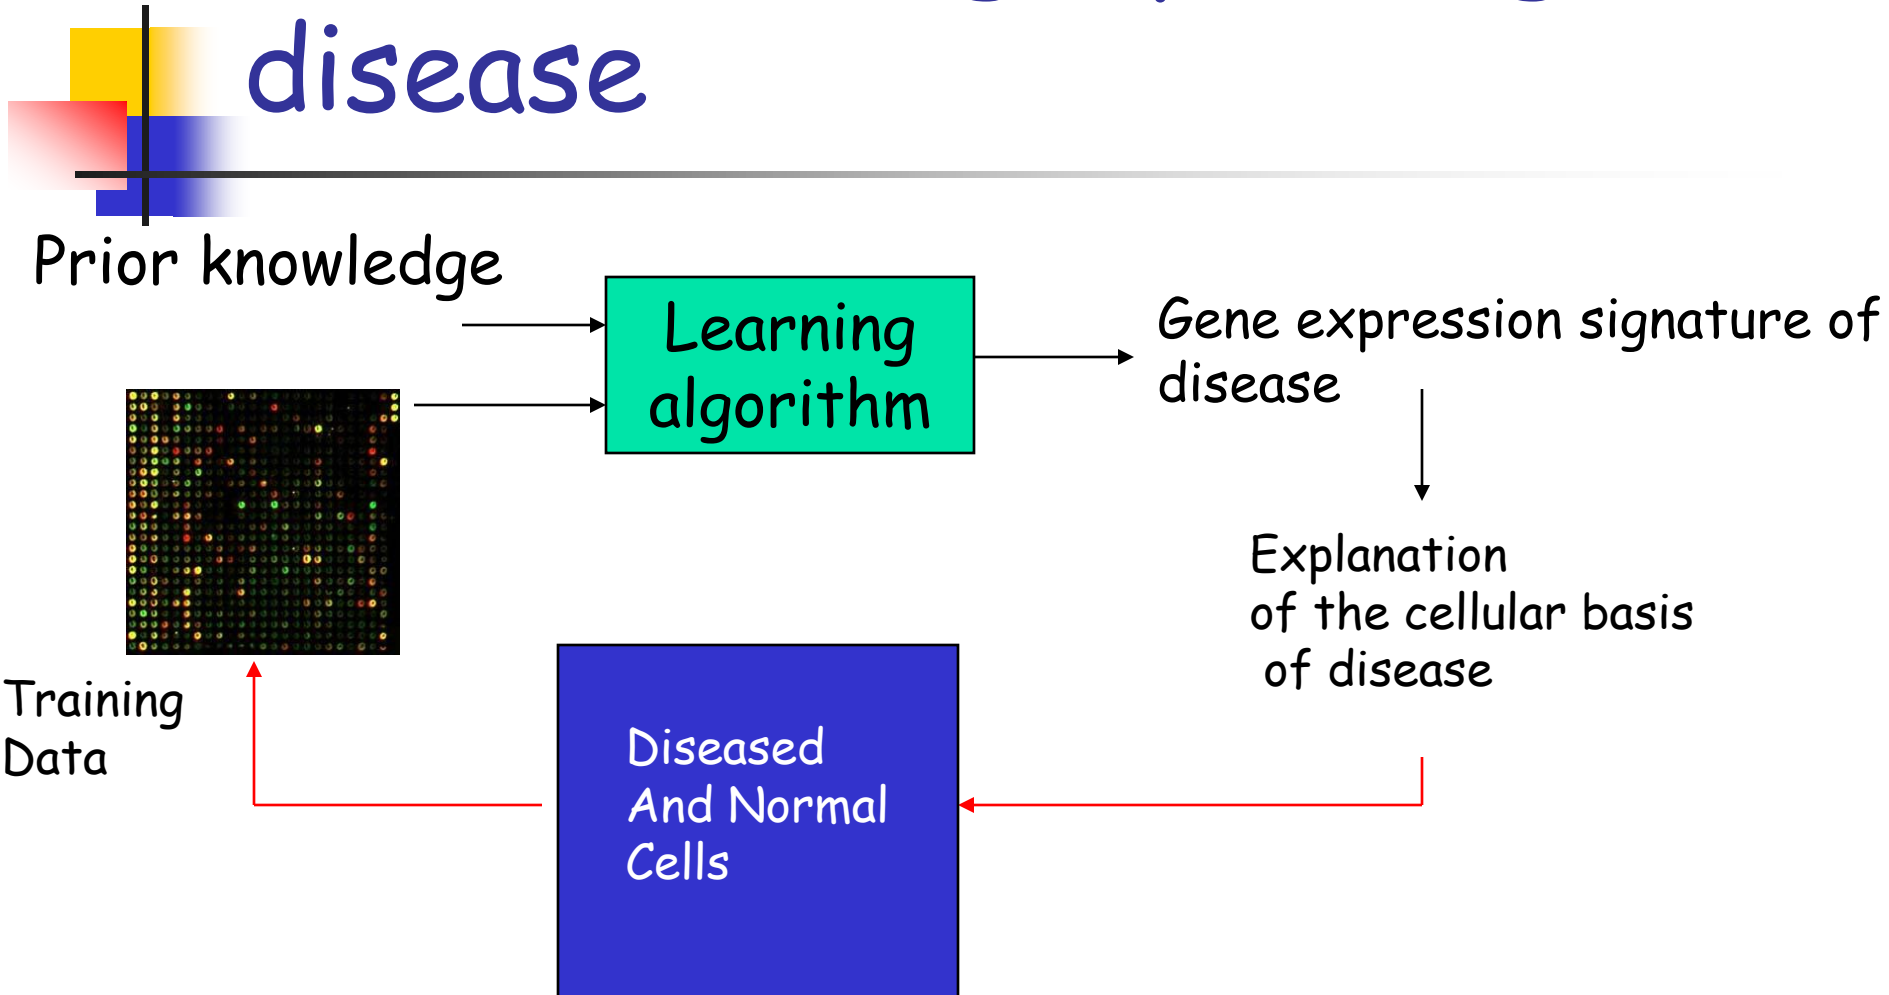 disease
Prior knowledge
Learning
algorithm
Gene expression signature of
disease
Explanation
of the cellular basis
of disease
Training
Data
Diseased
And Normal
Cells